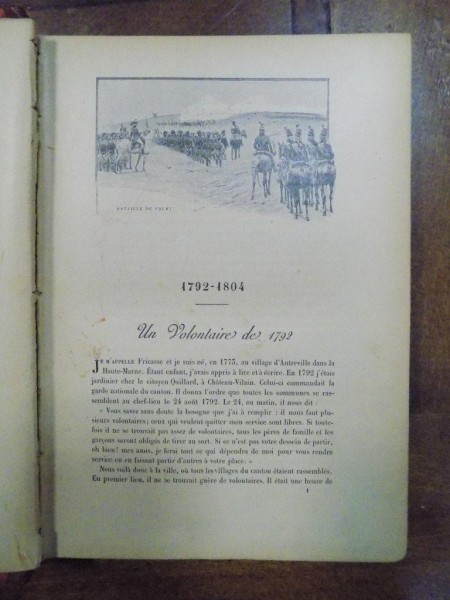 BATAILLE DE VALMY
1792-1804
Un Volontaire de 1792
JE M'APPELLE Fricasse et je suis né, en 1773, au village d'Autreville dans la
Haute-Marne. Étant enfant, j'avais appris à lire et à écrire. En 1792 j'étais
jardinier chez le citoyen Quillard, à Château-Vilain. Celui-ci commandait la
garde nationale du canton. Il donna l'ordre que toutes les communes se ras-
semblent au chef-lieu le 24 août 1792. Le 24, au matin, il nous dit :
« Vous savez sans doute la besogne que j'ai à remplir : il nous faut plu-
sieurs volontaires; ceux qui veulent quitter mon service sont libres. Si toute-
fois il ne se trouvait pas assez de volontaires, tous les pères de famille et les
garçons seront obligés de tirer au sort. Si ce n'est pas votre dessein de partir,
eh bien! mes amis, je ferai tout ce qui dépendra de moi pour vous rendre
service en en faisant partir d'autres à votre place. »
Nous voilà donc à la ville, où tous les villages du canton étaient rassemblés.
En premier lieu, il ne se trouvait guère de volontaires. Il était une heure de
1